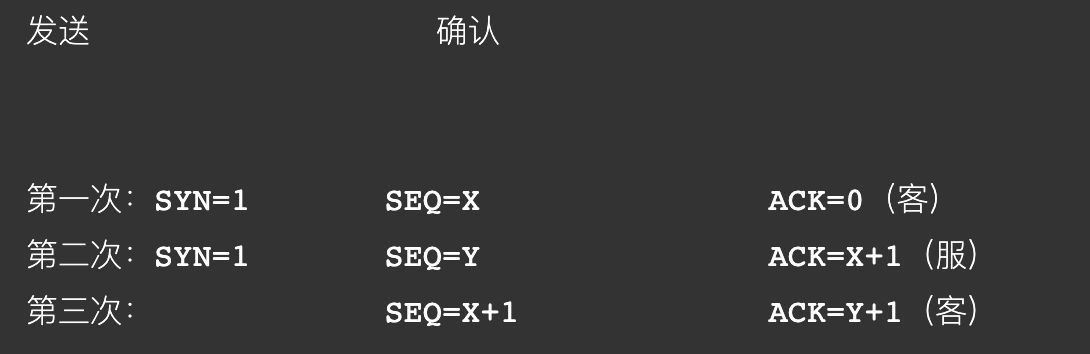 发送 确认
第一次：SYN=1 SEQ=X ACK=0（客）
第二次：SYN=1 SEQ=Y ACK=X+1（服）
第三次： SEQ=X+1 ACK=Y+1（客）